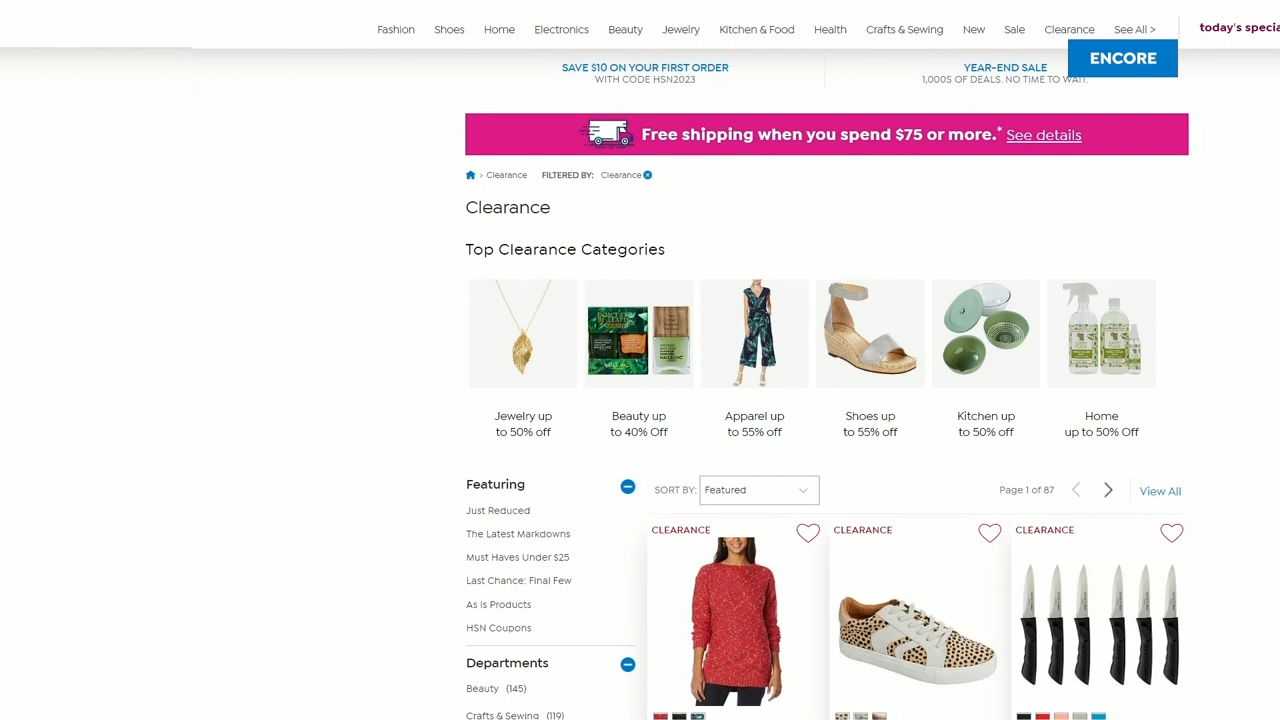 Fashion Shoes Home Electronics Beauty Jewelry Kitchen & Food Health Crafts & Sewing New Sale Clearance See All > today's specia
ENCORE
SAVE $10 ON YOUR FIRST ORDER
WITH CODE HSN2023
YEAR-END SALE
1,000S OF DEALS. NO TIME TO WAIT.
Free shipping when you spend $75 or more.* See details
> Clearance FILTERED BY: Clearance
Clearance
Top Clearance Categories
Jewelry up
to 50% off
Beauty up
to 40% Off
Apparel up
to 55% off
Shoes up
to 55% off
Kitchen up
to 50% off
Home
up to 50% Off
Featuring
Just Reduced
The Latest Markdowns
Must Haves Under $25
Last Chance: Final Few
As Is Products
HSN Coupons
Departments
Beauty (145)
Crafts & Sewing (119)
SORT BY: Featured
Page 1 of 87
View All
CLEARANCE
CLEARANCE
CLEARANCE